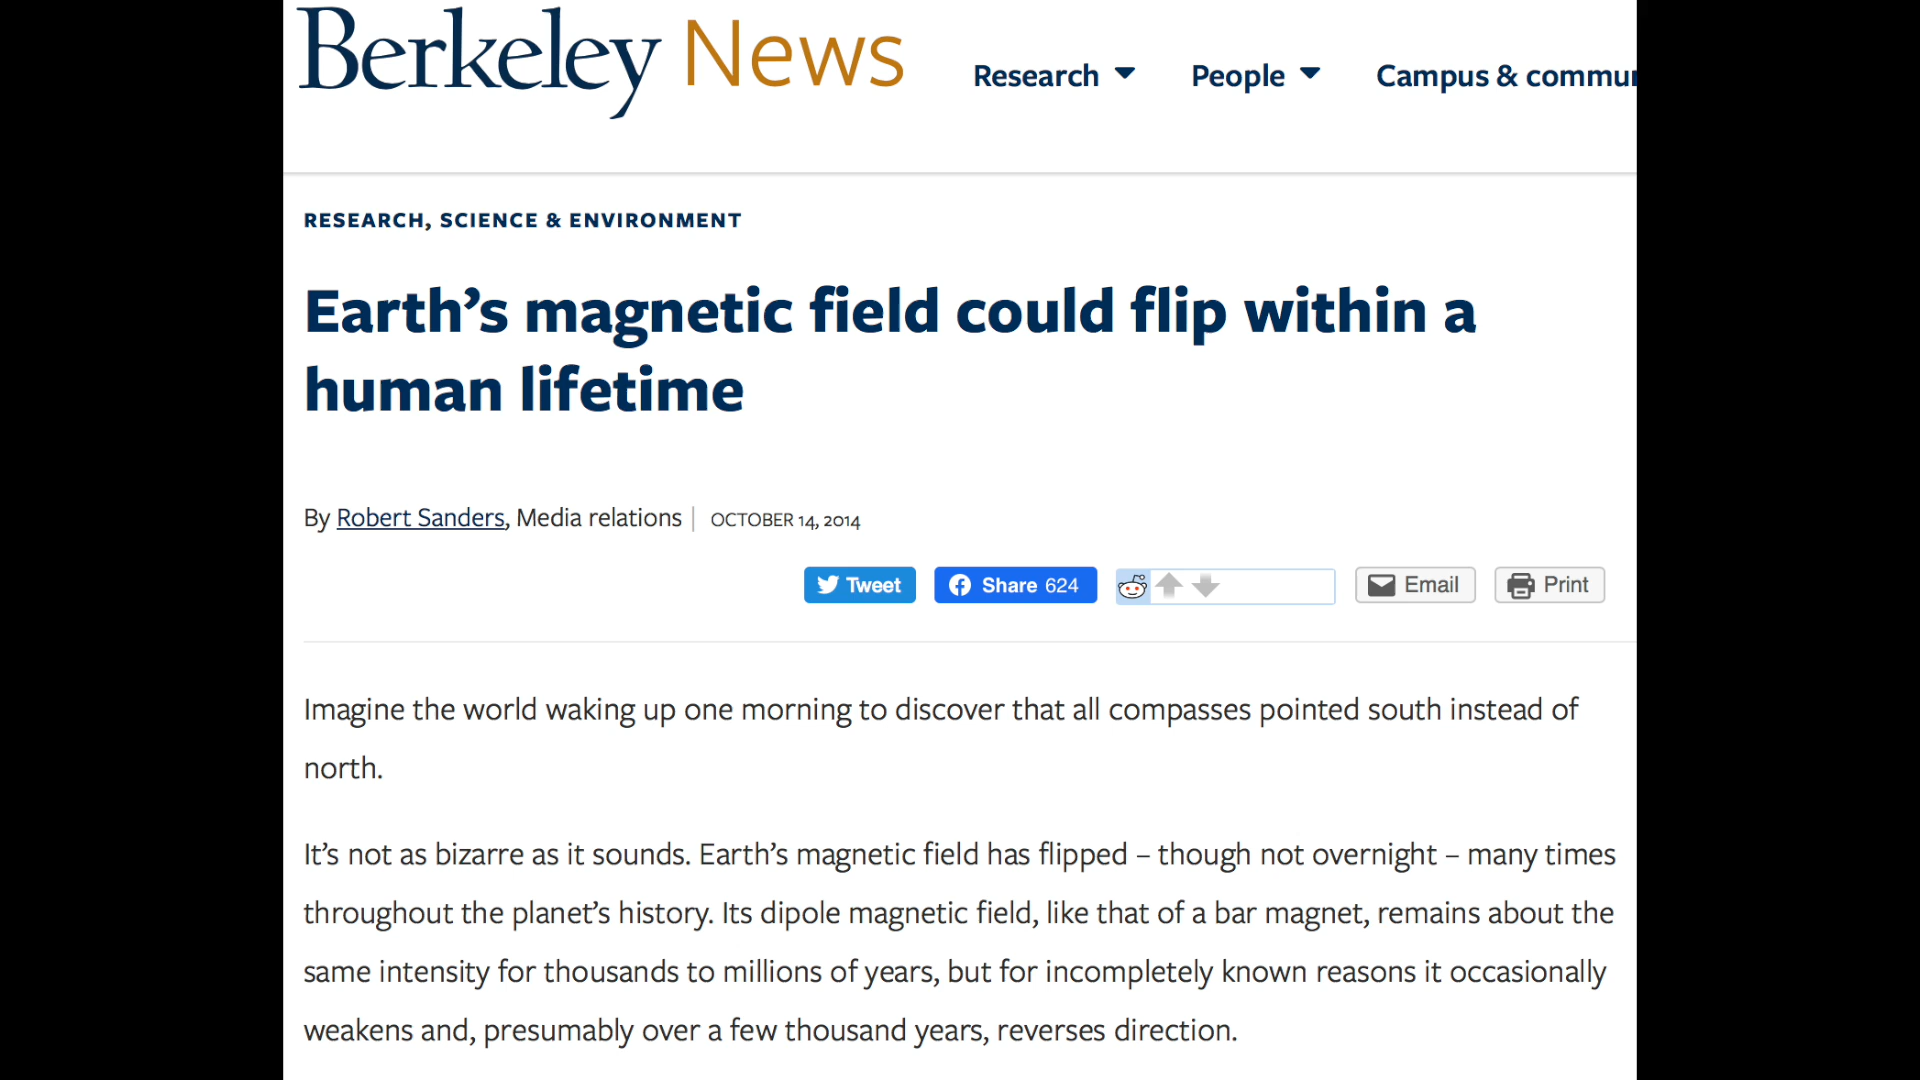 Berkeley News
Research People Campus & commun
RESEARCH, SCIENCE & ENVIRONMENT
Earth’s magnetic field could flip within a
human lifetime
By Robert Sanders, Media relations | OCTOBER 14, 2014
Tweet Share 624 Email Print
Imagine the world waking up one morning to discover that all compasses pointed south instead of
north.
It’s not as bizarre as it sounds. Earth’s magnetic field has flipped – though not overnight – many times
throughout the planet’s history. Its dipole magnetic field, like that of a bar magnet, remains about the
same intensity for thousands to millions of years, but for incompletely known reasons it occasionally
weakens and, presumably over a few thousand years, reverses direction.